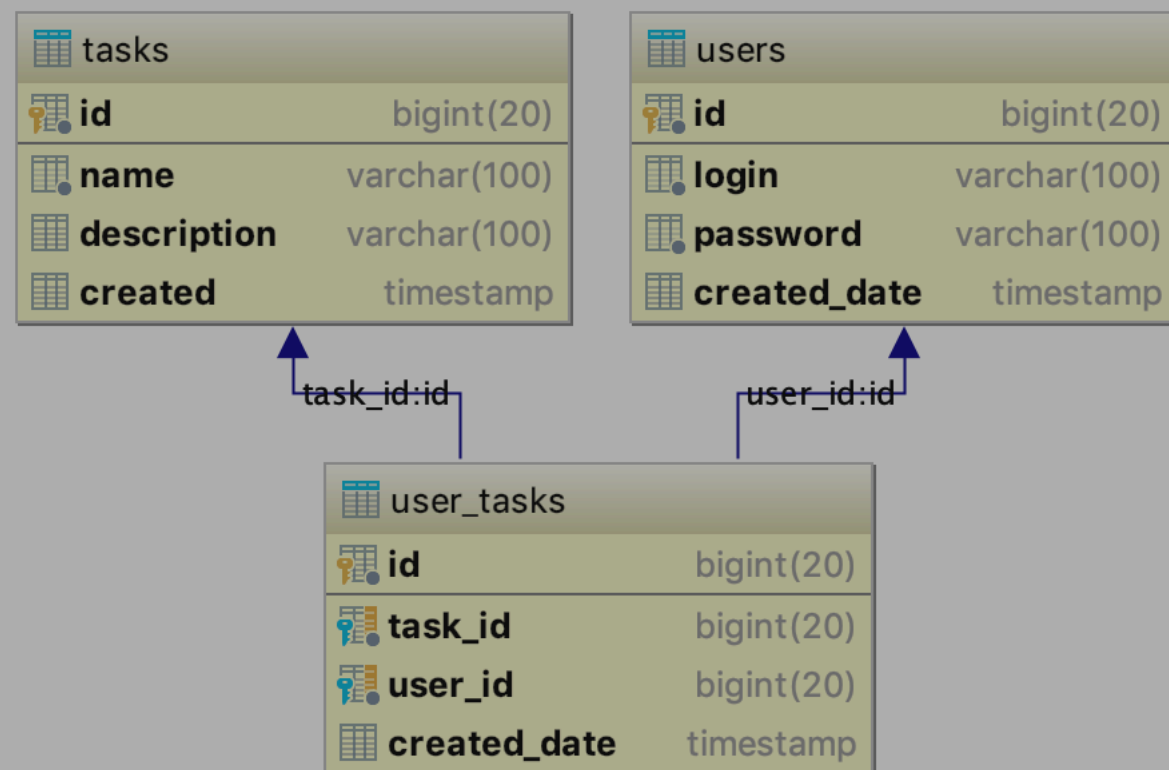 tasks
id bigint(20)
name varchar(100)
description varchar(100)
created timestamp
users
id bigint(20)
login varchar(100)
password varchar(100)
created_date timestamp
task_id:id
user_id:id
user_tasks
id bigint(20)
task_id bigint(20)
user_id bigint(20)
created_date timestamp